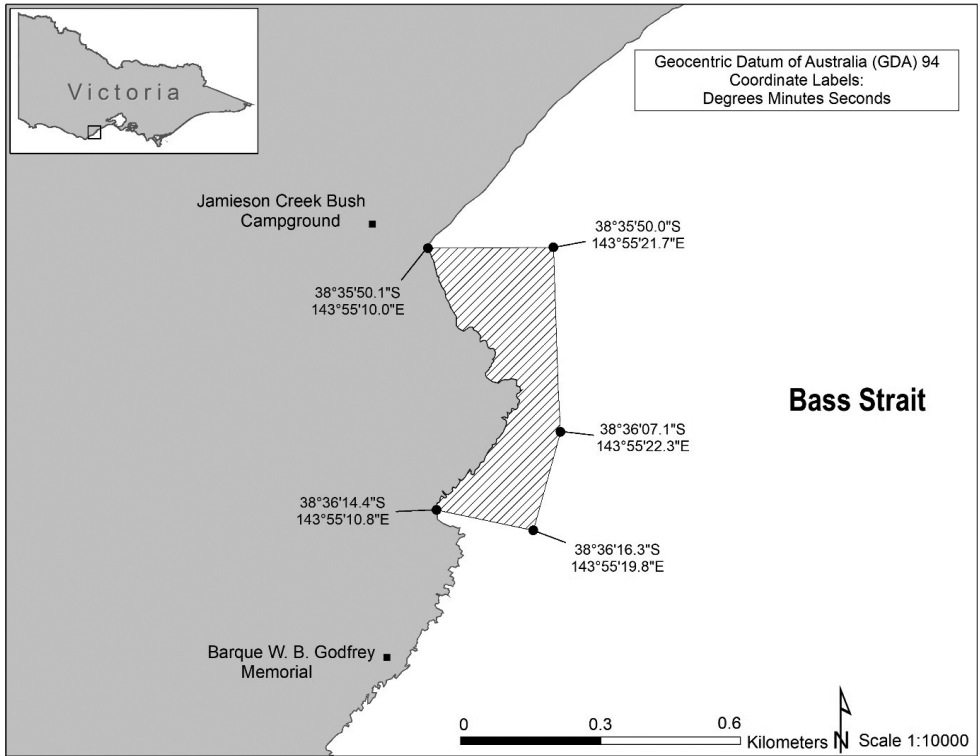 Victoria
Geocentric Datum of Australia (GDA) 94
Coordinate Labels:
Degrees Minutes Seconds
Jamieson Creek Bush
Campground
38°35'50.0"S
143°55'21.7"E
38°35'50.1"S
143°55'10.0"E
Bass Strait
38°36'07.1"S
143°55'22.3"E
38°36'14.4"S
143°55'10.8"E
38°36'16.3"S
143°55'19.8"E
Barque W. B. Godfrey
Memorial
0 0.3 0.6
Kilometers N Scale 1:10000